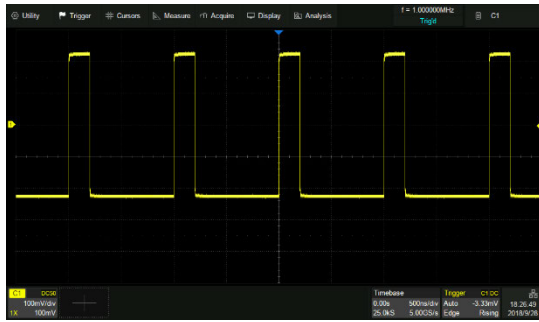 Utility Trigger Cursors Measure Acquire Display Analysis f = 1.000000MHz C1
Trig'd
C1 DC50 Timebase Trigger C1 DC
100mV/div 0.00s 500ns/div Auto -3.33mV 18:26:49
1X 100mV 25.0kS 5.00GS/s Edge Rising 2018/9/28